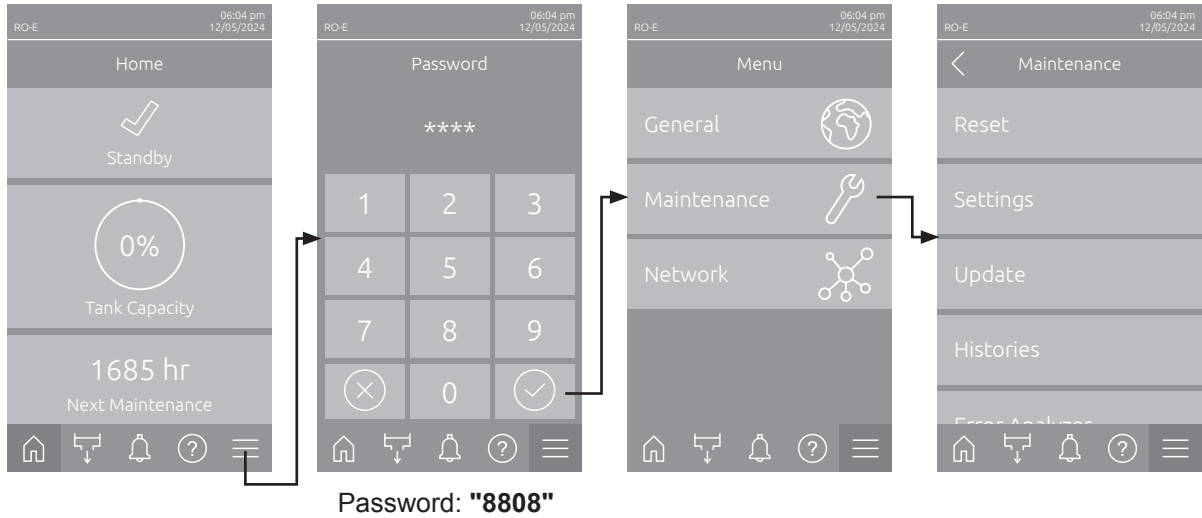 RO-E
06:04 pm
12/05/2024
Home
Standby
0%
Tank Capacity
1685 hr
Next Maintenance
?
RO-E
06:04 pm
12/05/2024
Password
****
1 2 3
4 5 6
7 8 9
0
?
RO-E
06:04 pm
12/05/2024
Menu
General
Maintenance
Network
?
RO-E
06:04 pm
12/05/2024
Maintenance
Reset
Settings
Update
Histories
Error Analyzer
?
Password: "8808"